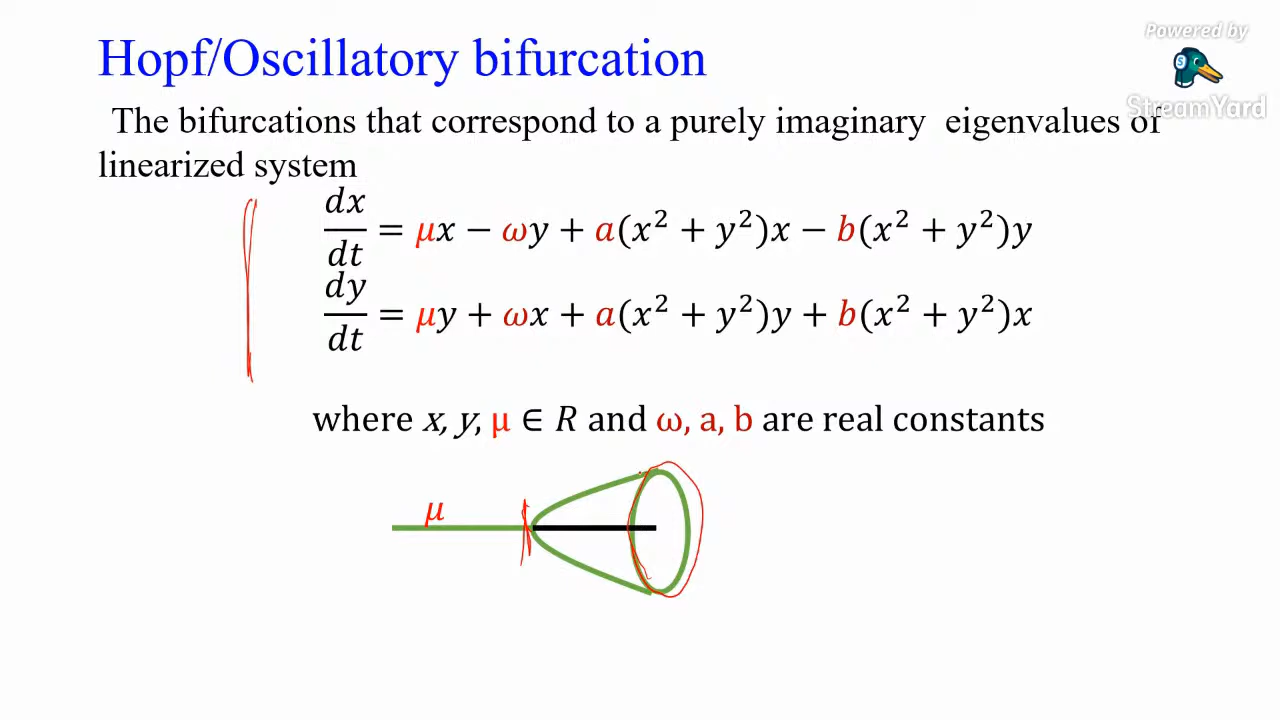 Powered by
Hopf/Oscillatory bifurcation
S
StreamYard
The bifurcations that correspond to a purely imaginary eigenvalues of
linearized system
dx/dt = μx − ωy + a(x² + y²)x − b(x² + y²)y
dy/dt = μy + ωx + a(x² + y²)y + b(x² + y²)x
where x, y, μ ∈ R and ω, a, b are real constants
μ